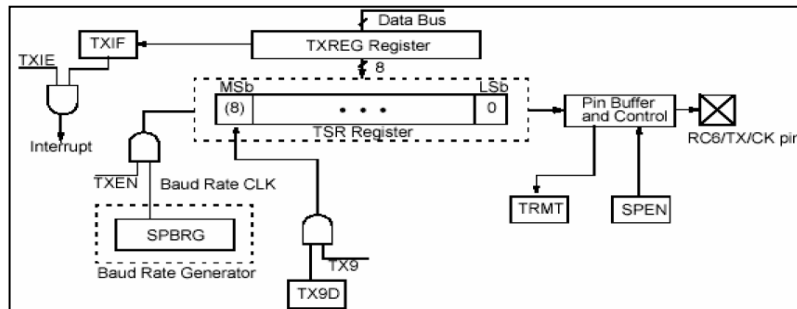 Data Bus
TXIF
TXREG Register
TXIE
8
MSb
LSb
(8)
• • •
0
Pin Buffer
and Control
TSR Register
RC6/TX/CK pin
Interrupt
TXEN
Baud Rate CLK
TRMT
SPEN
SPBRG
TX9
Baud Rate Generator
TX9D